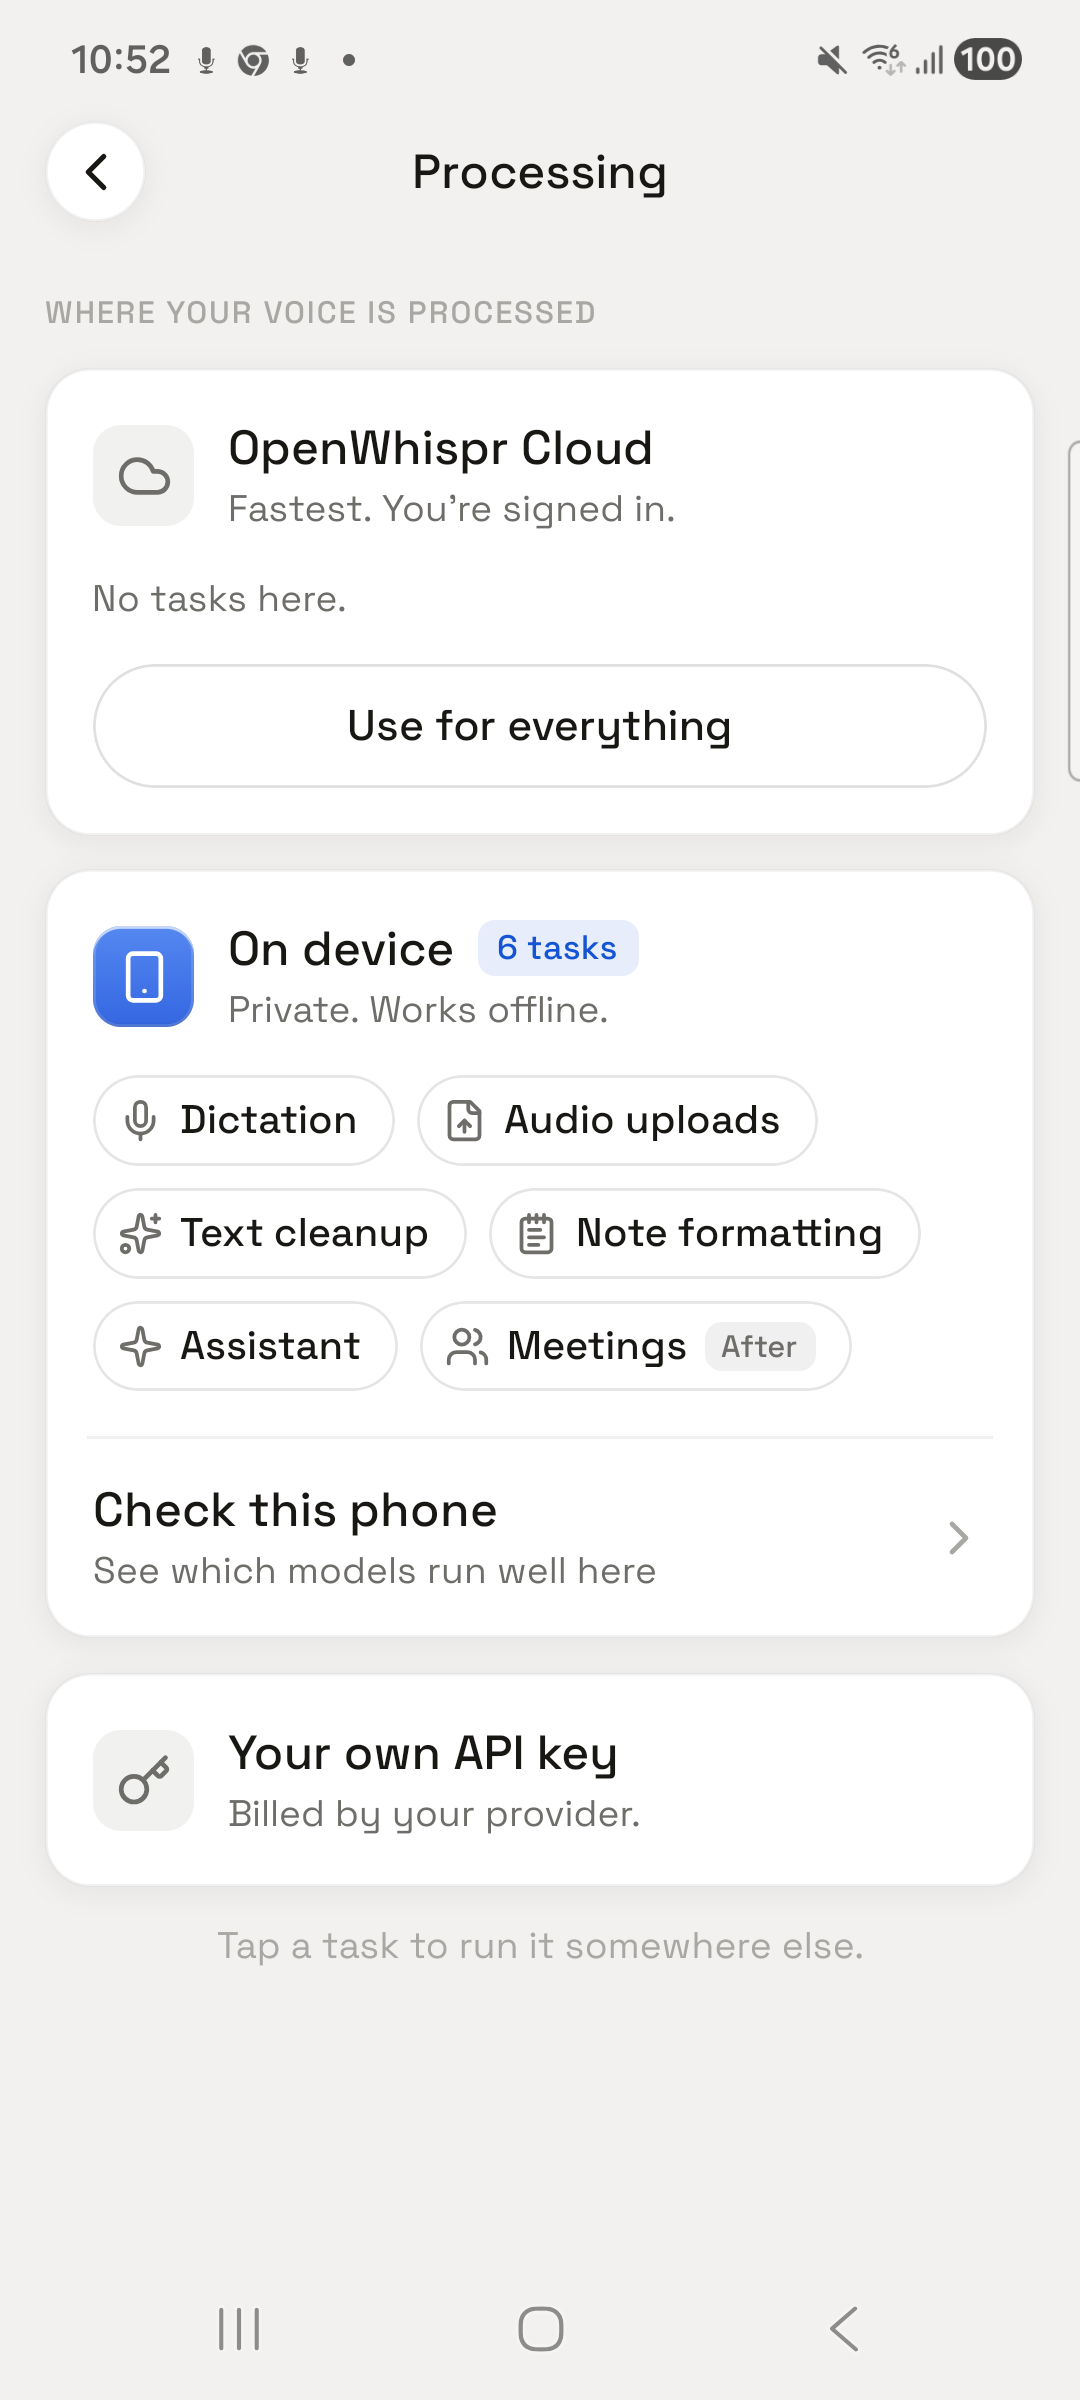 10:52
6
100
Processing
WHERE YOUR VOICE IS PROCESSED
OpenWhispr Cloud
Fastest. You’re signed in.
No tasks here.
Use for everything
On device 6 tasks
Private. Works offline.
Dictation Audio uploads
Text cleanup Note formatting
Assistant Meetings After
Check this phone
See which models run well here
Your own API key
Billed by your provider.
Tap a task to run it somewhere else.